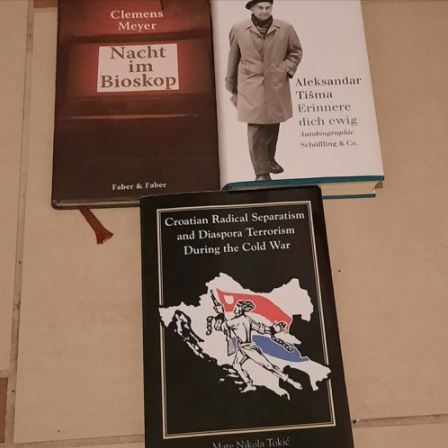 Clemens
Meyer
Nacht
im
Bioskop
Faber & Faber
Aleksandar
Tišma
Erinnere
dich ewig
Autobiographie
Schöffling & Co.
Croatian Radical Separatism
and Diaspora Terrorism
During the Cold War
Mate Nikola Tokić